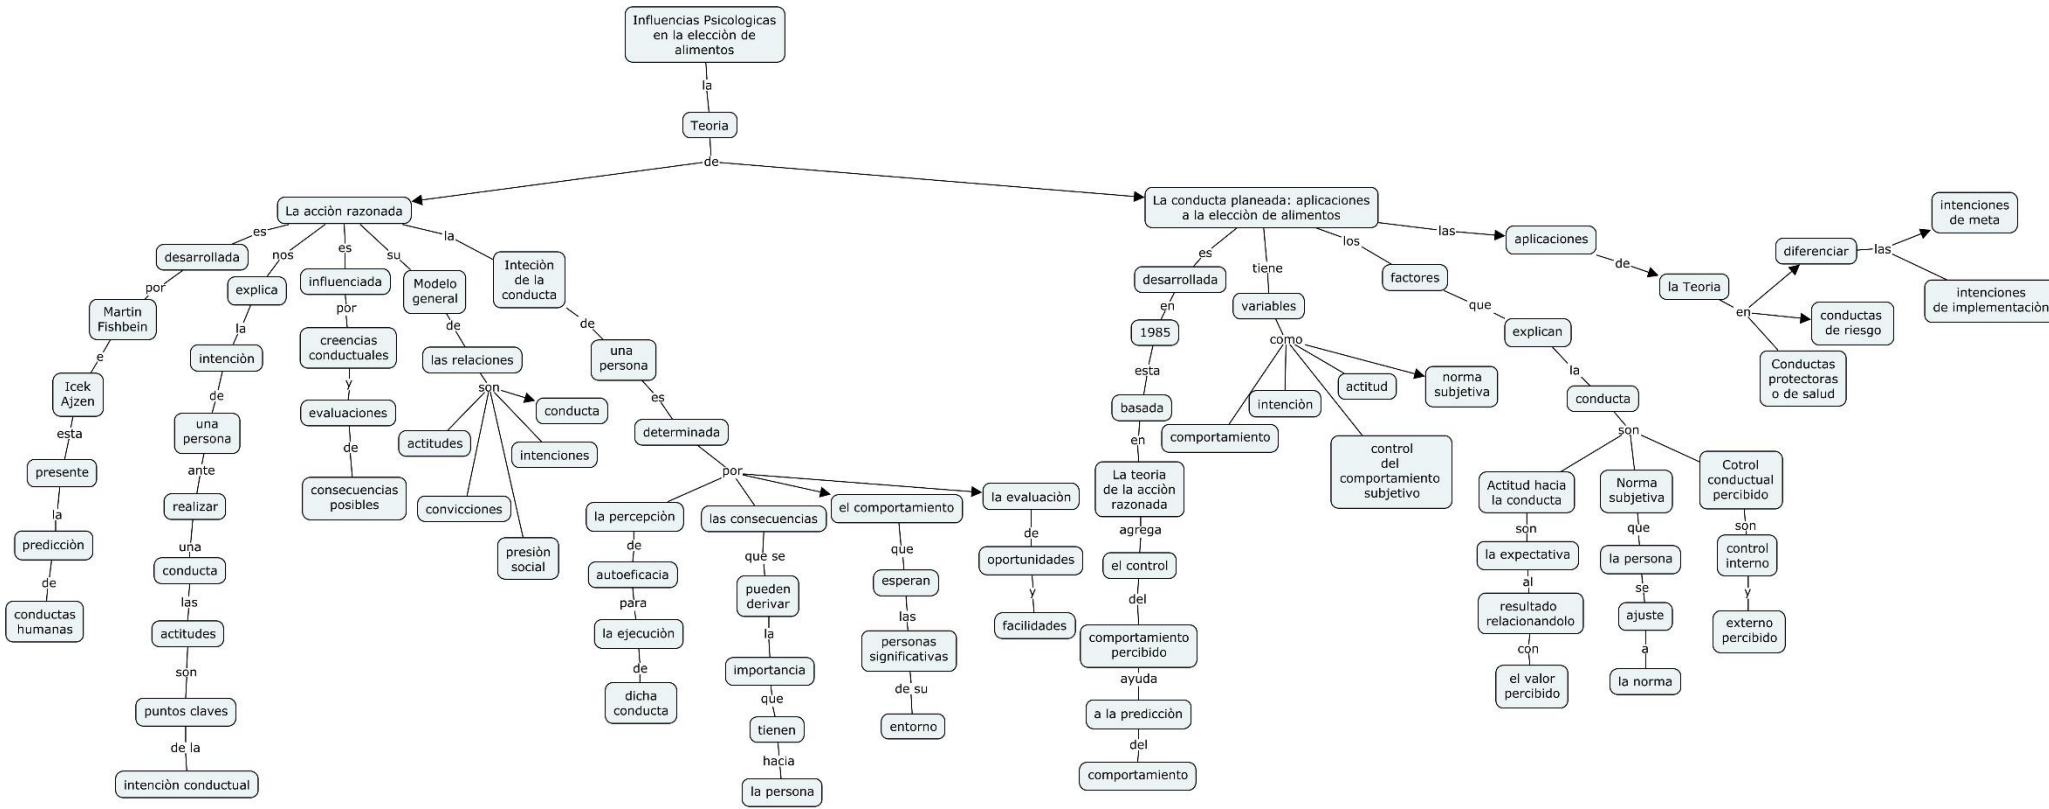 Influencias Psicologicas
en la elecciòn de
alimentos
la
Teoria
de
La acciòn razonada
es
desarrollada
por
Martin
Fishbein
e
Icek
Ajzen
esta
presente
la
predicciòn
de
conductas
humanas
nos
explica
la
intenciòn
de
una
persona
ante
realizar
una
conducta
las
actitudes
son
puntos claves
de la
intenciòn conductual
es
influenciada
por
creencias
conductuales
y
evaluaciones
de
consecuencias
posibles
su
Modelo
general
de
las relaciones
son
actitudes
convicciones
presiòn
social
intenciones
conducta
la
Inteciòn
de la
conducta
de
una
persona
es
determinada
por
la percepciòn
de
autoeficacia
para
la ejecuciòn
de
dicha
conducta
las consecuencias
que se
pueden
derivar
la
importancia
que
tienen
hacia
la persona
el comportamiento
que
esperan
las
personas
significativas
de su
entorno
la evaluaciòn
de
oportunidades
y
facilidades
La conducta planeada: aplicaciones
a la elecciòn de alimentos
es
desarrollada
en
1985
esta
basada
en
La teoria
de la acciòn
razonada
agrega
el control
del
comportamiento
percibido
ayuda
a la predicciòn
del
comportamiento
tiene
variables
como
comportamiento
intenciòn
control
del
comportamiento
subjetivo
actitud
norma
subjetiva
los
factores
que
explican
la
conducta
son
Actitud hacia
la conducta
son
la expectativa
al
resultado
relacionandolo
con
el valor
percibido
Norma
subjetiva
que
la persona
se
ajuste
a
la norma
Cotrol
conductual
percibido
son
control
interno
y
externo
percibido
las
aplicaciones
de
la Teoria
en
diferenciar
las
intenciones
de meta
intenciones
de implementaciòn
conductas
de riesgo
Conductas
protectoras
o de salud